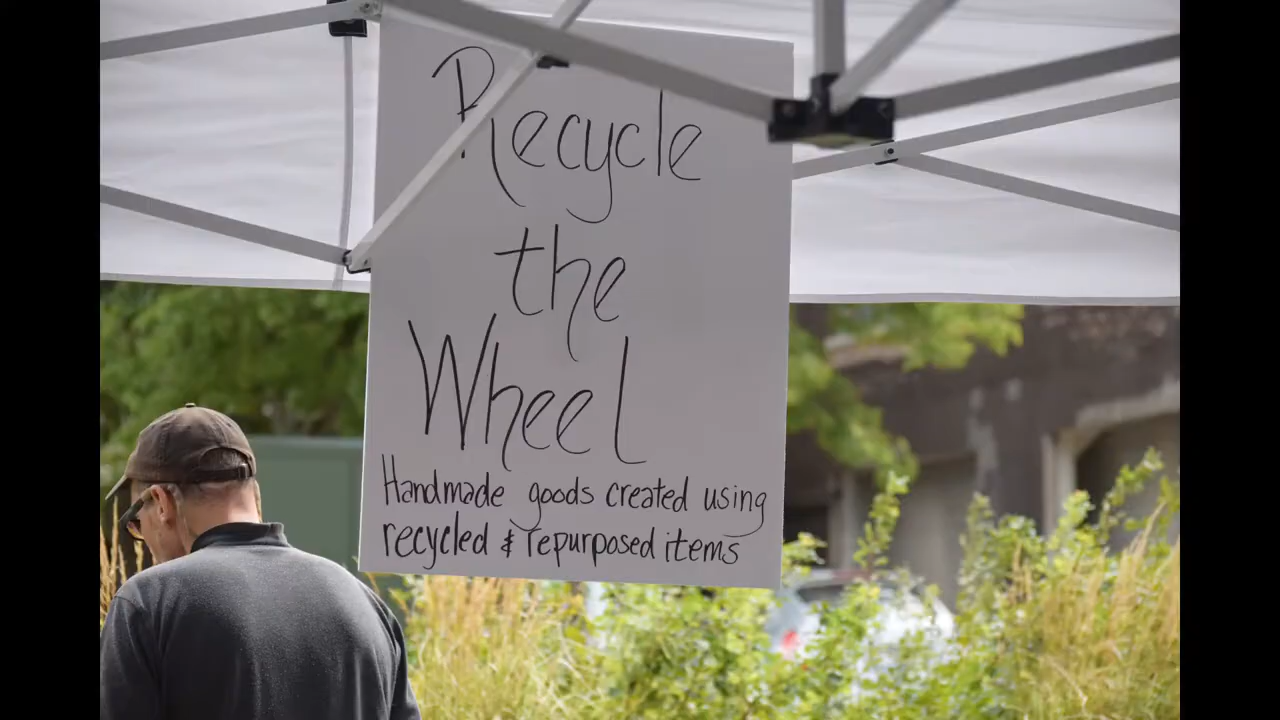 Recycle
the
Wheel
Handmade goods created using
recycled & repurposed items